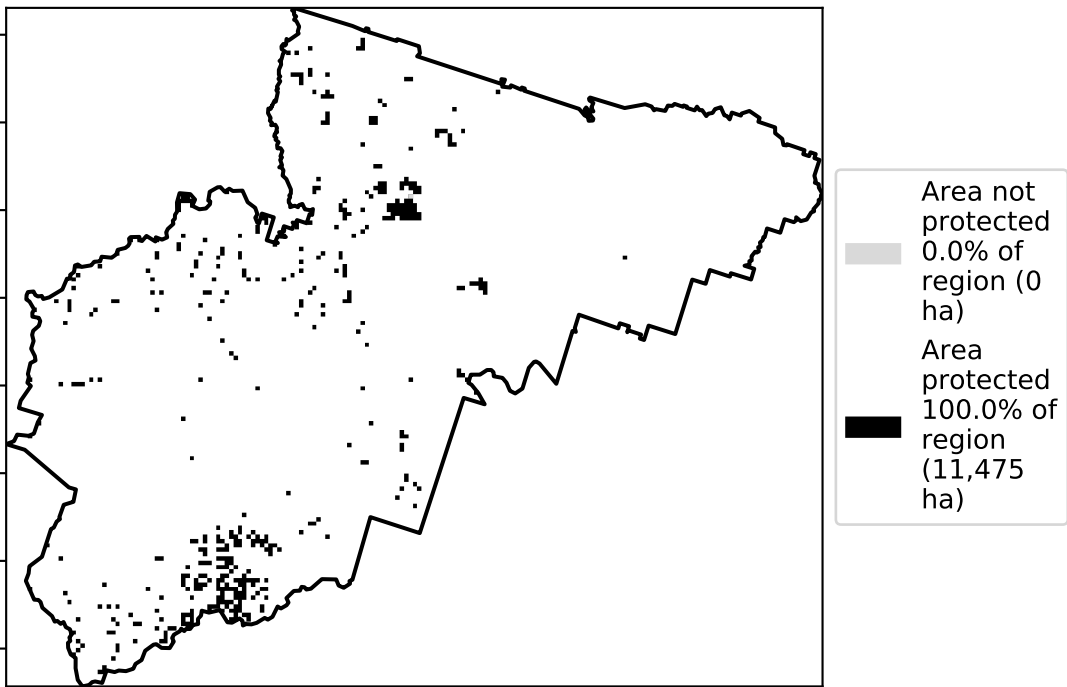 Area not
protected
0.0% of
region (0
ha)
Area
protected
100.0% of
region
(11,475
ha)